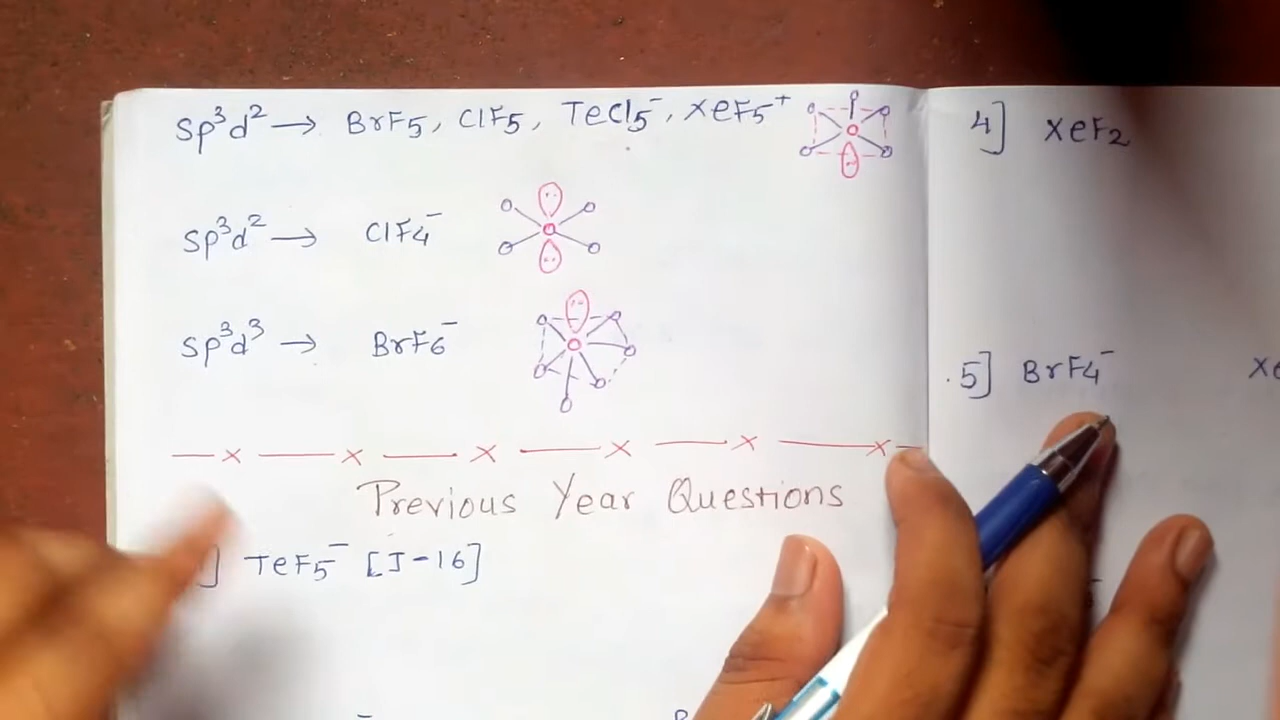 sp³d² → BrF₅, ClF₅, TeCl₅⁻, XeF₅⁺
sp³d² → ClF₄⁻
sp³d³ → BrF₆⁻
Previous Year Questions
] TeF₅⁻ [J-16]
4] XeF₂
5] BrF₄⁻